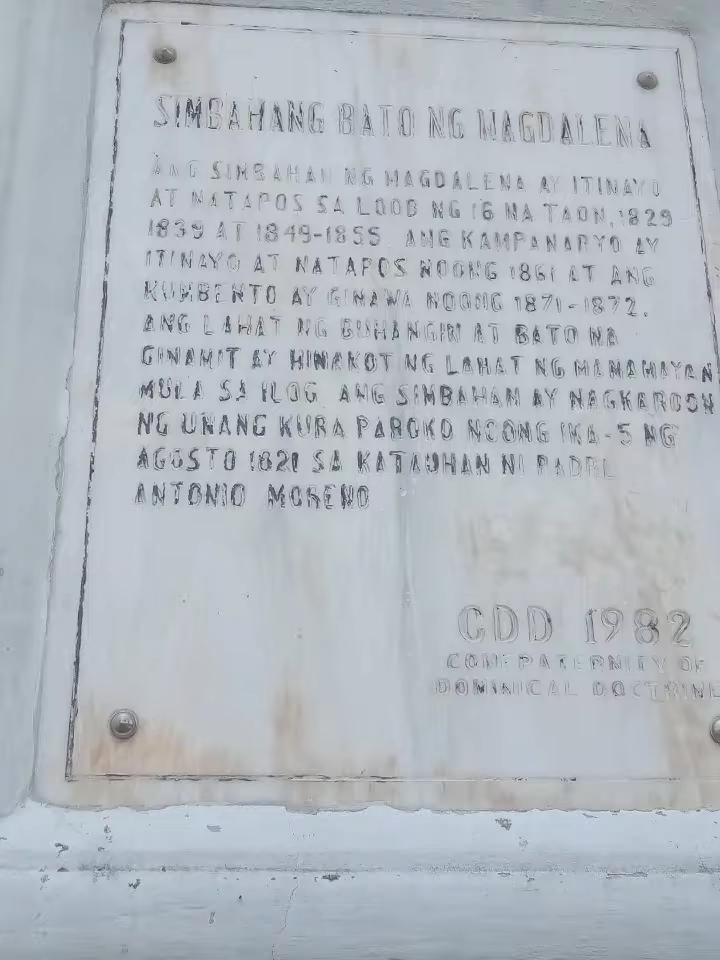 SIMBAHANG BATO NG MAGDALENA
ANG SIMBAHAN NG MAGDALENA AY ITINAYO
AT NATAPOS SA LOOB NG 16 NA TAON, 1829
1839 AT 1849-1855 ANG KAMPANARYO AY
ITINAYO AT NATAPOS NOONG 1861 AT ANG
KUMBENTO AY GINAWA NOONG 1871-1872.
ANG LAHAT NG BUHANGIN AT BATO NA
GINAMIT AY HINAKOT NG LAHAT NG MAMAMAYAN
MULA SA ILOG ANG SIMBAHAN AY NAGKAROON
NG UNANG KURA PAROKO NOONG IKA-5 NG
AGOSTO 1821 SA KATAUHAN NI PADRE
ANTONIO MORENO
CDD 1982
CONFRATERNITY OF
DOMINICAL DOCTRINE